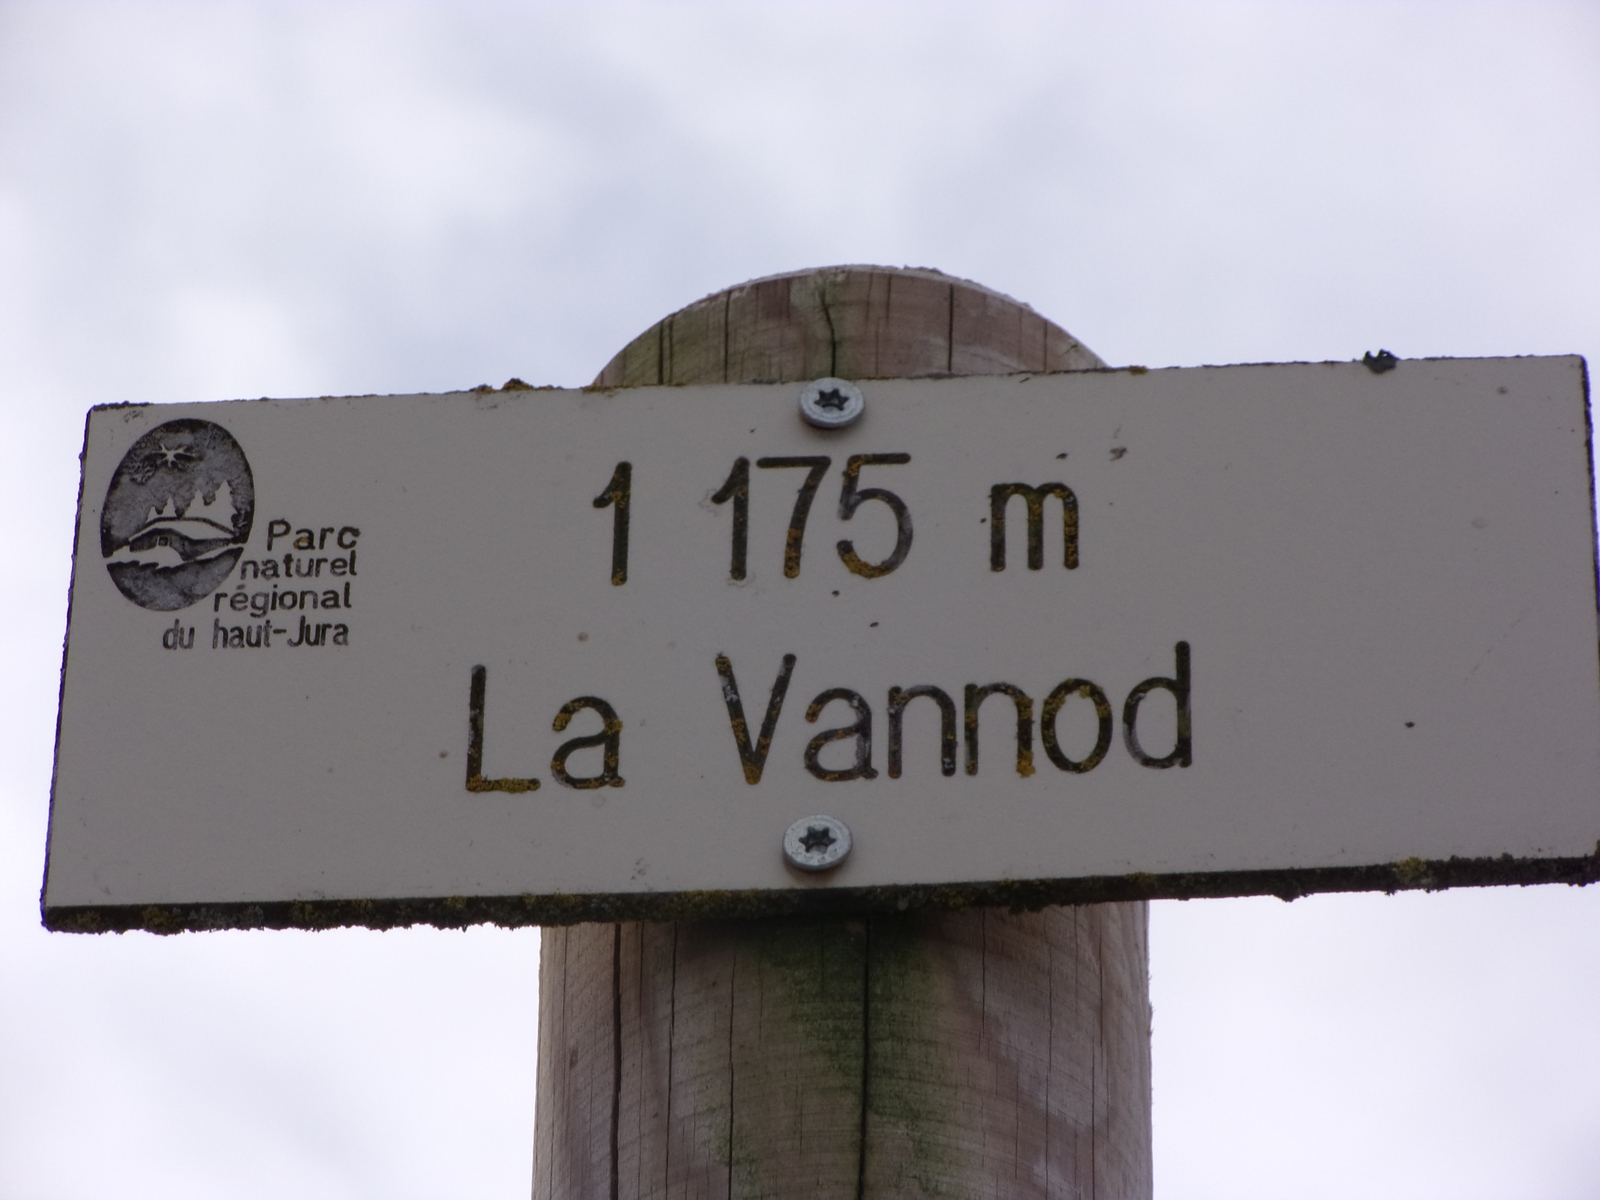 Parc
naturel
régional
du haut-Jura
1 175 m
La Vannod